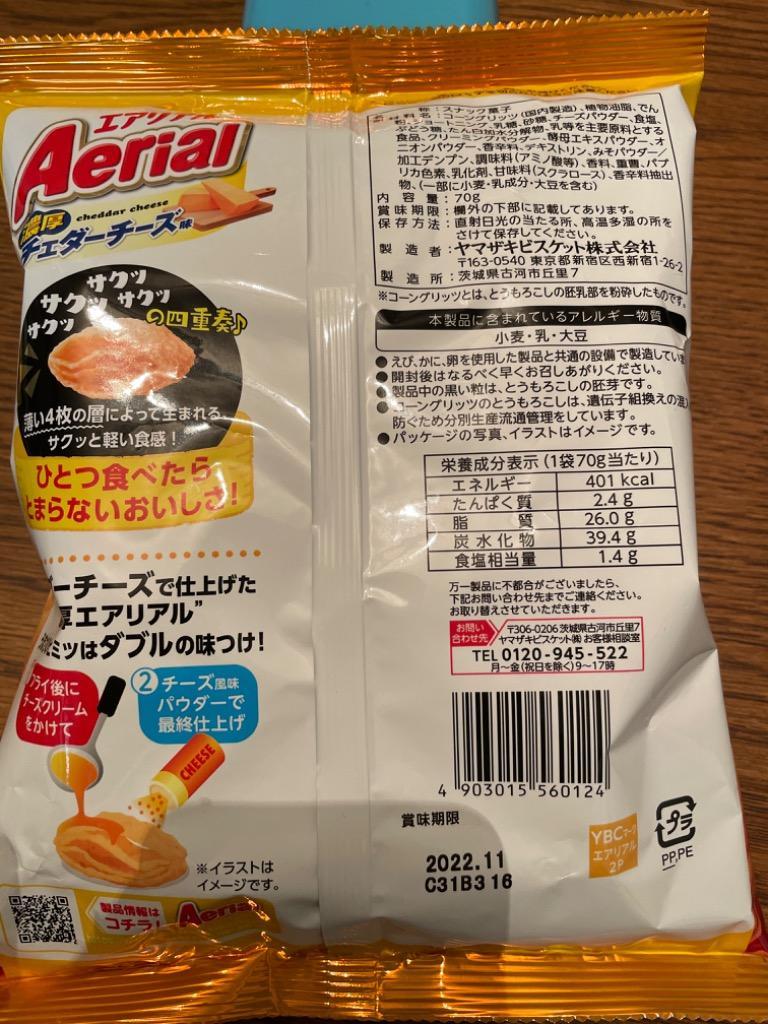 エアリアル
Aerial
cheddar cheese
濃厚
チェダーチーズ味
サクッ
サクッ サクッ
サクッ
の四重奏♪
薄い4枚の層によって生まれる
サクッと軽い食感!
ひとつ食べたら
とまらないおいしさ!
ーチーズで仕上げた
厚エアリアル”
ミツはダブルの味つけ!
フライ後に
チーズクリーム
をかけて
② チーズ風味
パウダーで
最終仕上げ
CHEESE
※イラストは
イメージです。
製品情報は
コチラ!
Aerial
称:スナック菓子
コーングリッツ(国内製造)、植物油脂、でん
粉、ショートニング、乳糖、砂糖、チーズパウダー、食塩、
ぶどう糖、たん白加水分解物、乳等を主要原料とする
食品、クリーミングパウダー、酵母エキスパウダー、オ
ニオンパウダー、香辛料、デキストリン、みそパウダー/
加工デンプン、調味料(アミノ酸等)、香料、重曹、パプ
リカ色素、乳化剤、甘味料(スクラロース)、香辛料抽出
物、(一部に小麦・乳成分・大豆を含む)
内容量:70g
賞味期限:欄外の下部に記載してあります。
保存方法:直射日光の当たる所、高温多湿の所を
さけて保存してください。
製造者:ヤマザキビスケット株式会社
〒163-0540 東京都新宿区西新宿1-26-2
製造所:茨城県古河市丘里7
※コーングリッツとは、とうもろこしの胚乳部を粉砕したものです。
本製品に含まれているアレルギー物質
小麦・乳・大豆
●えび、かに、卵を使用した製品と共通の設備で製造してい
●開封後はなるべく早くお召しあがりください。
●製品中の黒い粒は、とうもろこしの胚芽です。
●コーングリッツのとうもろこしは、遺伝子組換えの混
防ぐため分別生産流通管理をしています。
●パッケージの写真、イラストはイメージです。
栄養成分表示(1袋70g当たり)
エネルギー 401 kcal
たんぱく質 2.4 g
脂質 26.0 g
炭水化物 39.4 g
食塩相当量 1.4 g
万一製品に不都合がございましたら、
下記お問い合わせ先までご連絡ください。
お取り替えさせていただきます。
お問い
合わせ先
〒306-0206 茨城県古河市丘里7
ヤマザキビスケット㈱ お客様相談室
TEL 0120-945-522
月~金(祝日を除く)9~17時
4 903015 560124
賞味期限
2022.11
C31B3 16
YBCマーク
エアリアル
2P
プラ
PP,PE